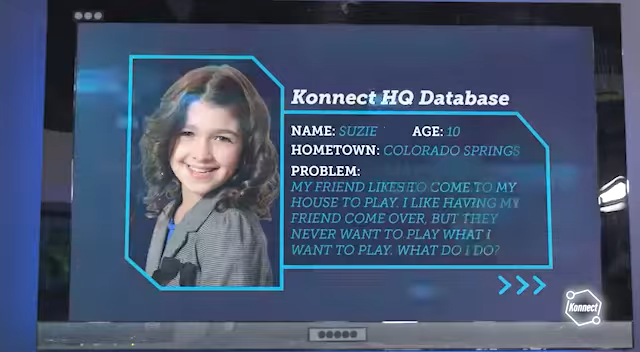 Konnect HQ Database
NAME: SUZIE AGE: 10
HOMETOWN: COLORADO SPRINGS
PROBLEM:
MY FRIEND LIKES TO COME TO MY
HOUSE TO PLAY. I LIKE HAVING MY
FRIEND COME OVER, BUT THEY
NEVER WANT TO PLAY WHAT I
WANT TO PLAY. WHAT DO I DO?
Konnect